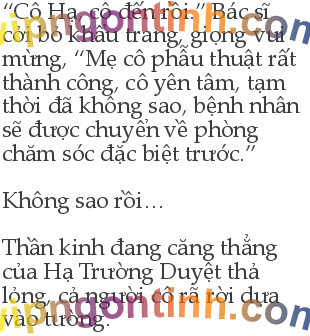 “Cô Hạ, cô đến rồi.” Bác sĩ
cởi bỏ khẩu trang, giọng vui
mừng, “Mẹ cô phẫu thuật rất
thành công, cô yên tâm, tạm
thời đã không sao, bệnh nhân
sẽ được chuyển về phòng
chăm sóc đặc biệt trước.”
Không sao rồi…
Thần kinh đang căng thẳng
của Hạ Trường Duyệt thả
lỏng, cả người cô rã rời dựa
vào tường.
vipngontinh.com
vipngontinh.com